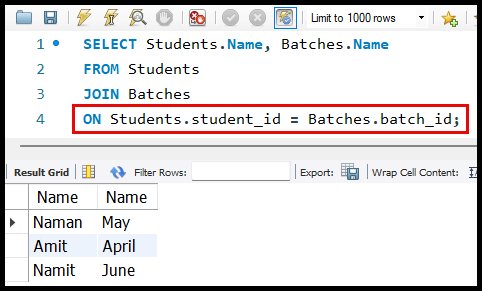 Limit to 1000 rows
1 SELECT Students.Name, Batches.Name
2 FROM Students
3 JOIN Batches
4 ON Students.student_id = Batches.batch_id;
Result Grid Filter Rows: Export: Wrap Cell Content:
Name Name
Naman May
Amit April
Namit June